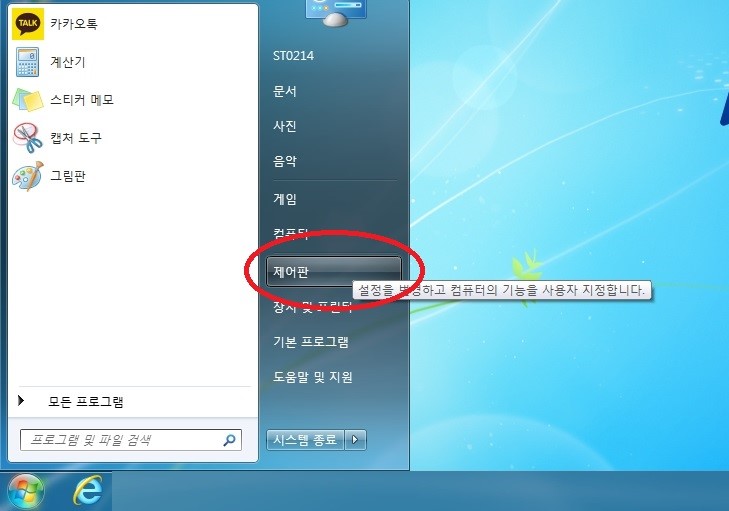 TALK
카카오톡
계산기
스티커 메모
캡처 도구
그림판
모든 프로그램
프로그램 및 파일 검색
ST0214
문서
사진
음악
게임
컴퓨터
제어판
설정을 변경하고 컴퓨터의 기능을 사용자 지정합니다.
장치 및 프린터
기본 프로그램
도움말 및 지원
시스템 종료